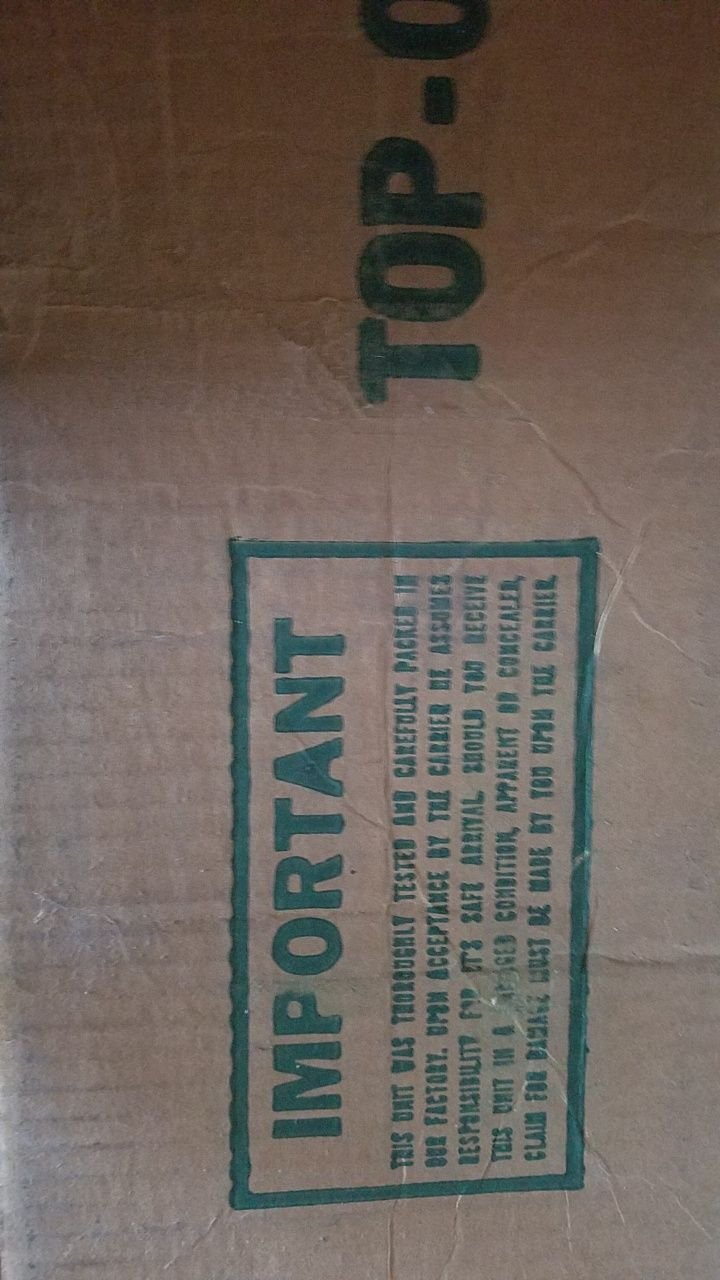 TOP-
IMPORTANT
THIS UNIT WAS THOROUGHLY TESTED AND CAREFULLY PACKED IN
OUR FACTORY. UPON ACCEPTANCE BY THE CARRIER HE ASSUMES
RESPONSIBILITY FOR IT'S SAFE ARRIVAL. SHOULD YOU RECEIVE
THIS UNIT IN A DAMAGED CONDITION, APPARENT OR CONCEALED,
CLAIM FOR DAMAGE MUST BE MADE BY YOU UPON THE CARRIER.